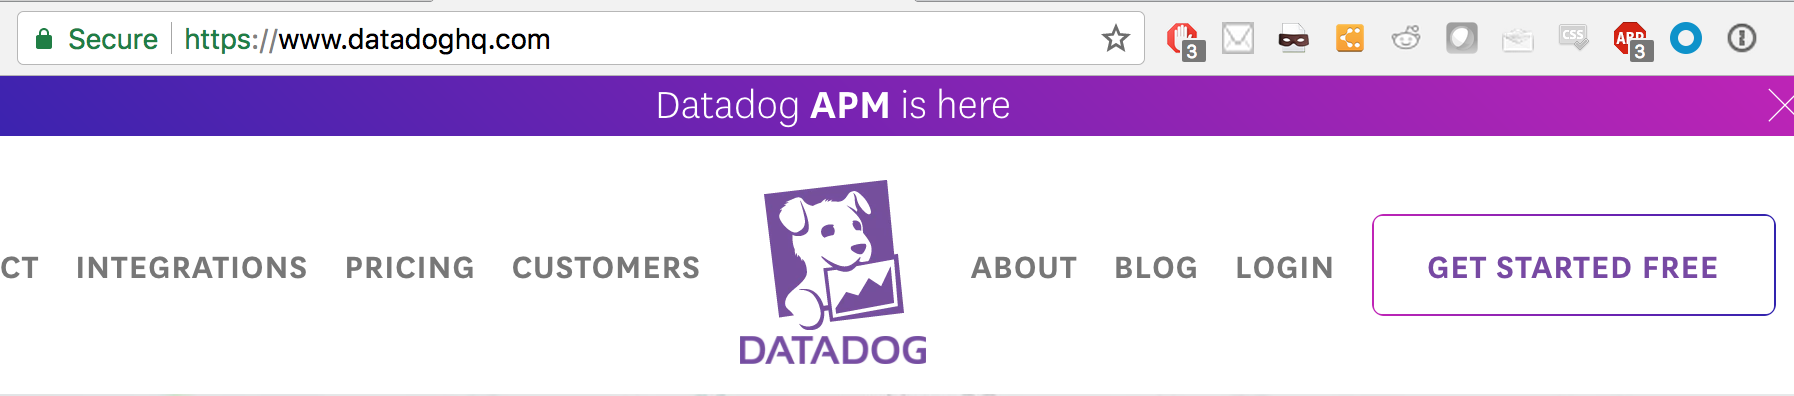 Secure https://www.datadoghq.com
3
CSS
ABP
3
Datadog APM is here
CT INTEGRATIONS PRICING CUSTOMERS
DATADOG
ABOUT BLOG LOGIN GET STARTED FREE